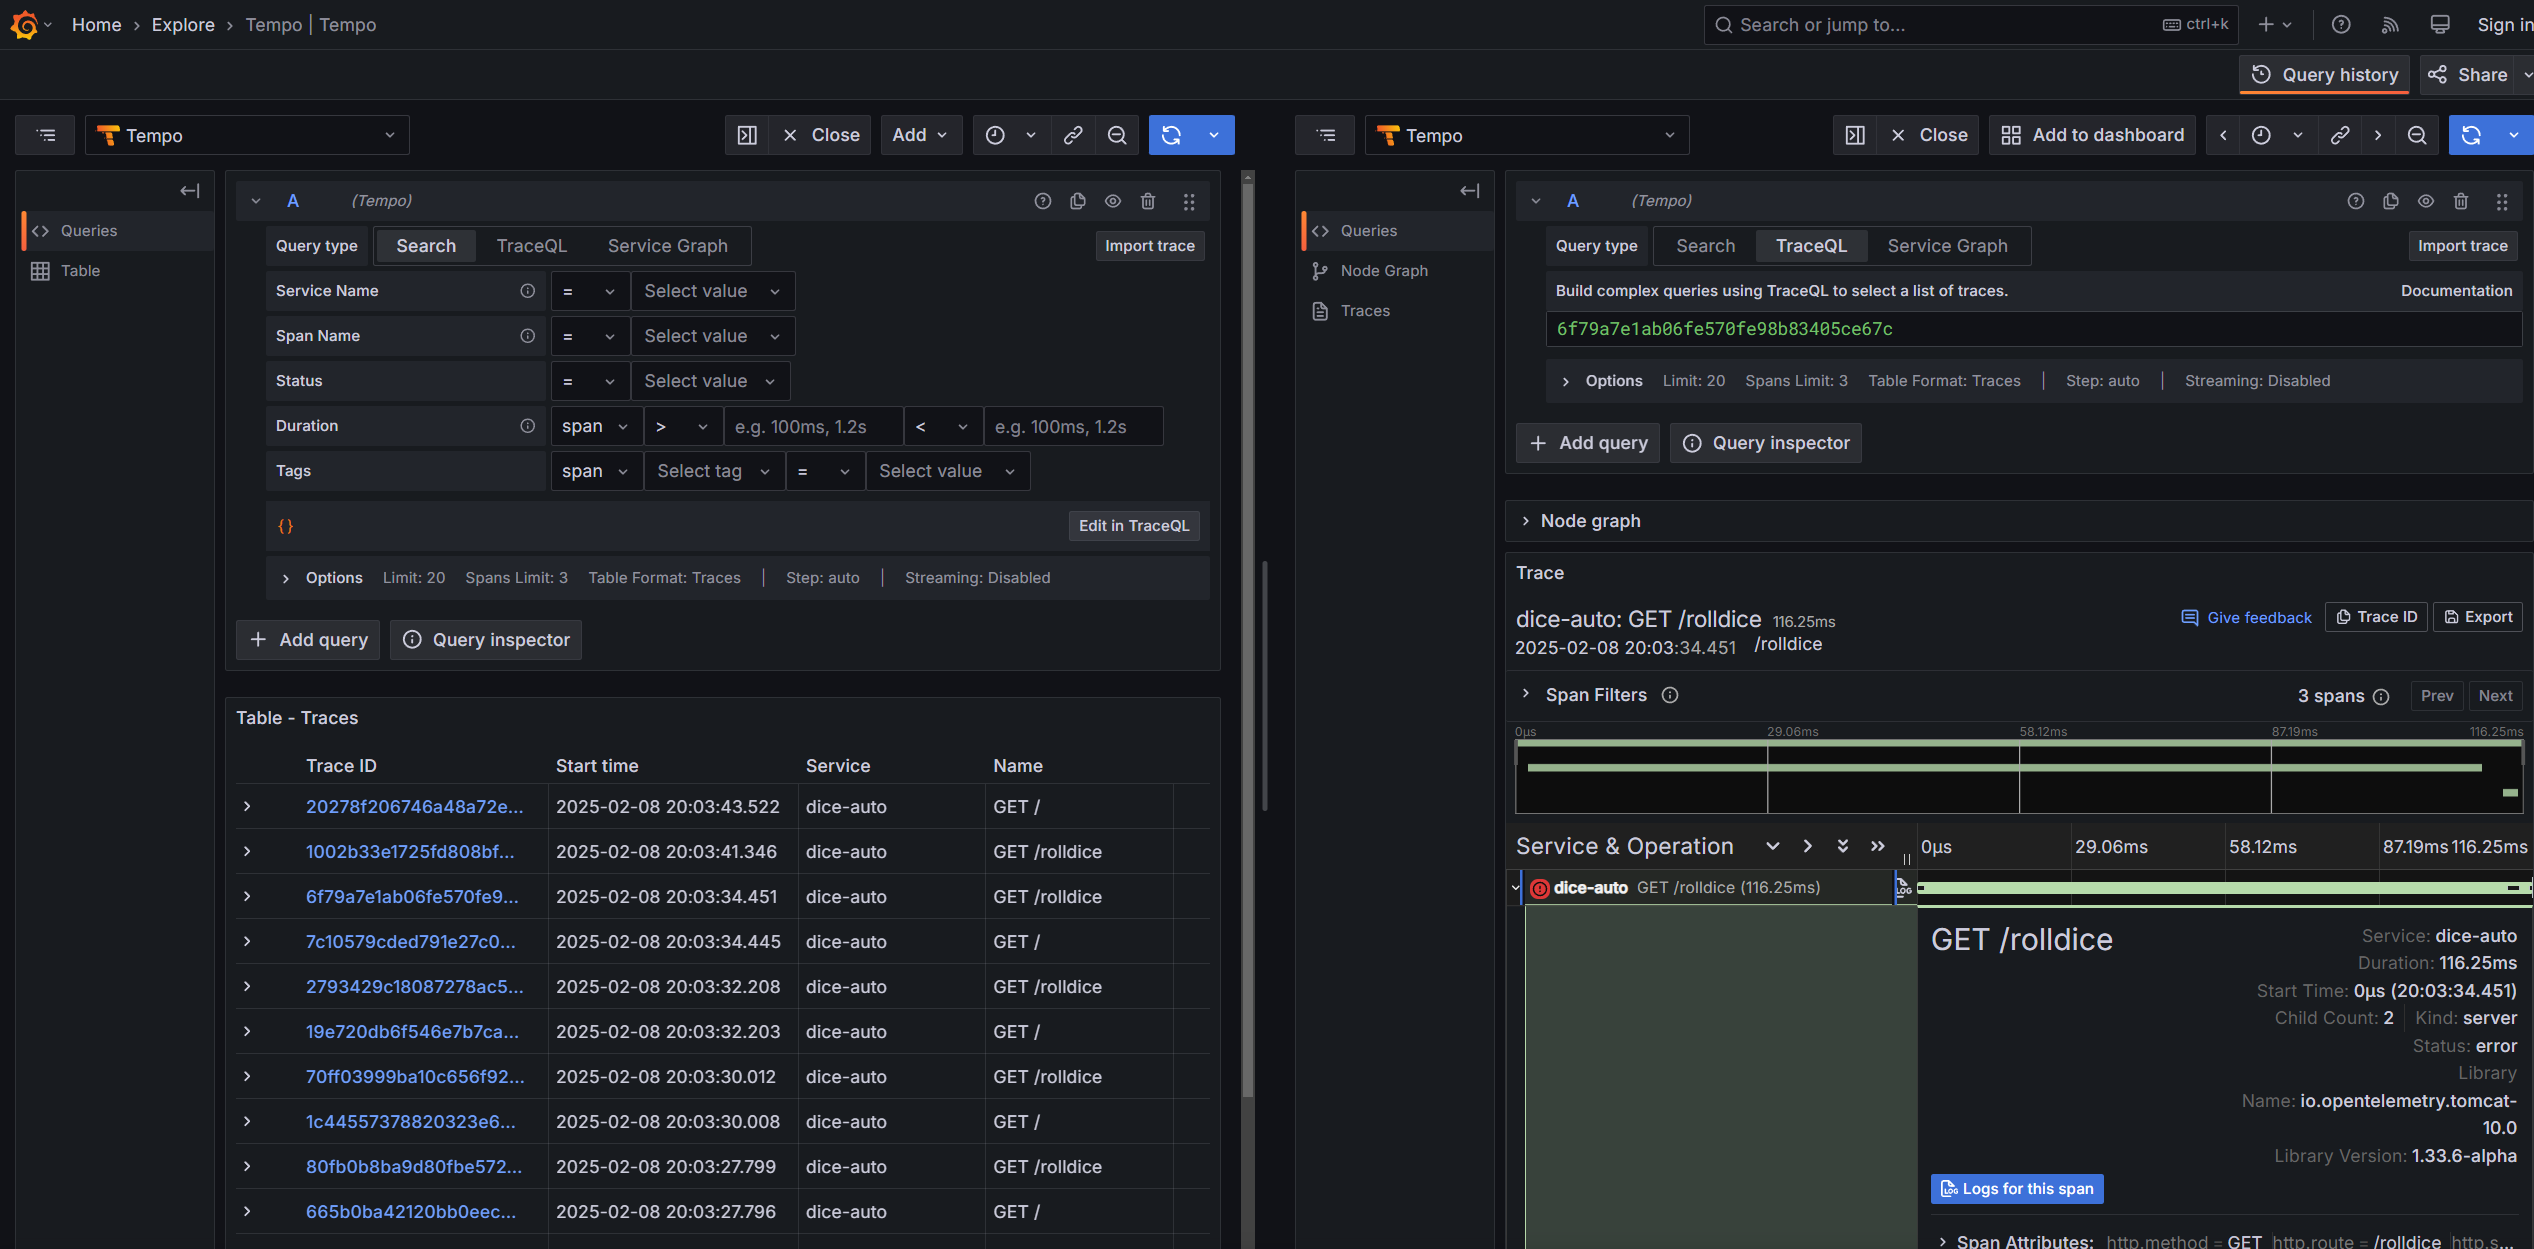 Home › Explore › Tempo | Tempo
Search or jump to... ctrl+k
Sign in
Query history
Share
Tempo
Close
Add
Queries
Table
A (Tempo)
Query type Search TraceQL Service Graph Import trace
Service Name = Select value
Span Name = Select value
Status = Select value
Duration span > e.g. 100ms, 1.2s < e.g. 100ms, 1.2s
Tags span Select tag = Select value
{} Edit in TraceQL
Options Limit: 20 Spans Limit: 3 Table Format: Traces | Step: auto | Streaming: Disabled
+ Add query Query inspector
Table - Traces
Trace ID Start time Service Name
20278f206746a48a72e... 2025-02-08 20:03:43.522 dice-auto GET /
1002b33e1725fd808bf... 2025-02-08 20:03:41.346 dice-auto GET /rolldice
6f79a7e1ab06fe570fe9... 2025-02-08 20:03:34.451 dice-auto GET /rolldice
7c10579cded791e27c0... 2025-02-08 20:03:34.445 dice-auto GET /
2793429c18087278ac5... 2025-02-08 20:03:32.208 dice-auto GET /rolldice
19e720db6f546e7b7ca... 2025-02-08 20:03:32.203 dice-auto GET /
70ff03999ba10c656f92... 2025-02-08 20:03:30.012 dice-auto GET /rolldice
1c44557378820323e6... 2025-02-08 20:03:30.008 dice-auto GET /
80fb0b8ba9d80fbe572... 2025-02-08 20:03:27.799 dice-auto GET /rolldice
665b0ba42120bb0eec... 2025-02-08 20:03:27.796 dice-auto GET /
Tempo
Close
Add to dashboard
Queries
Node Graph
Traces
A (Tempo)
Query type Search TraceQL Service Graph Import trace
Build complex queries using TraceQL to select a list of traces. Documentation
6f79a7e1ab06fe570fe98b83405ce67c
Options Limit: 20 Spans Limit: 3 Table Format: Traces | Step: auto | Streaming: Disabled
+ Add query Query inspector
Node graph
Trace
dice-auto: GET /rolldice 116.25ms
Give feedback Trace ID Export
2025-02-08 20:03:34.451 /rolldice
Span Filters 3 spans Prev Next
0µs 29.06ms 58.12ms 87.19ms 116.25ms
Service & Operation 0µs 29.06ms 58.12ms 87.19ms 116.25ms
dice-auto GET /rolldice (116.25ms) LOG
GET /rolldice
Service: dice-auto
Duration: 116.25ms
Start Time: 0µs (20:03:34.451)
Child Count: 2 Kind: server
Status: error
Library
Name: io.opentelemetry.tomcat-
10.0
Library Version: 1.33.6-alpha
LOG Logs for this span
Span Attributes: http.method = GET http.route = /rolldice http.s...